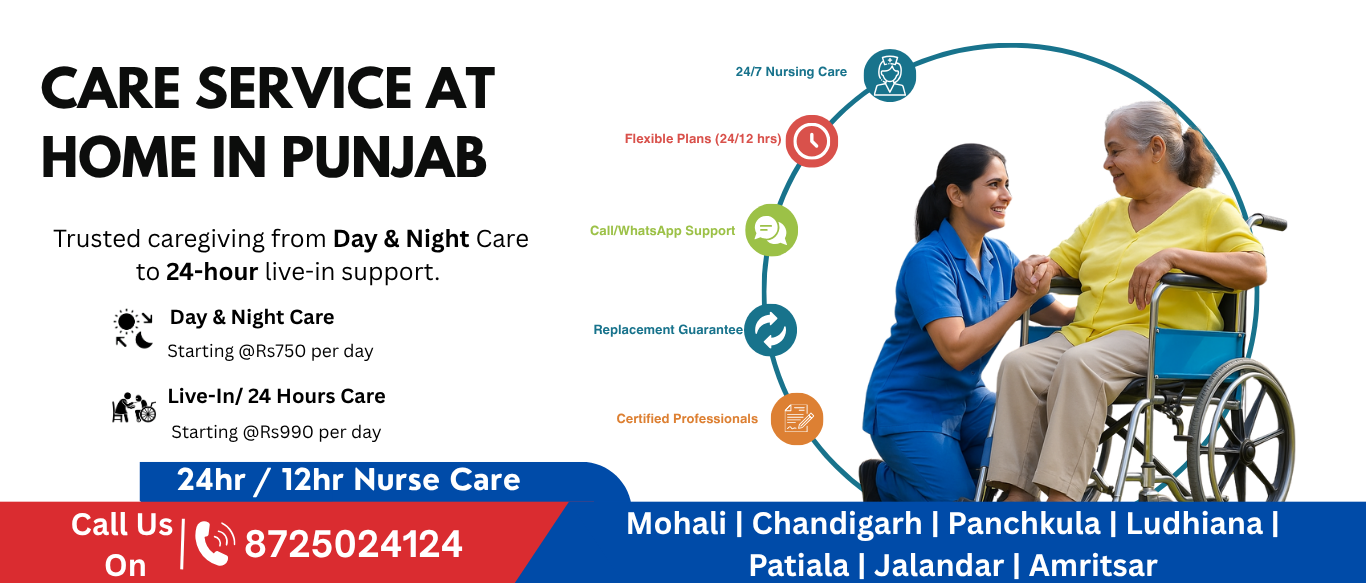 CARE SERVICE AT
HOME IN PUNJAB
Trusted caregiving from Day & Night Care
to 24-hour live-in support.
Day & Night Care
Starting @Rs750 per day
Live-In/ 24 Hours Care
Starting @Rs990 per day
24hr / 12hr Nurse Care
Call Us
On
8725024124
24/7 Nursing Care
Flexible Plans (24/12 hrs)
Call/WhatsApp Support
Replacement Guarantee
Certified Professionals
Mohali | Chandigarh | Panchkula | Ludhiana |
Patiala | Jalandar | Amritsar